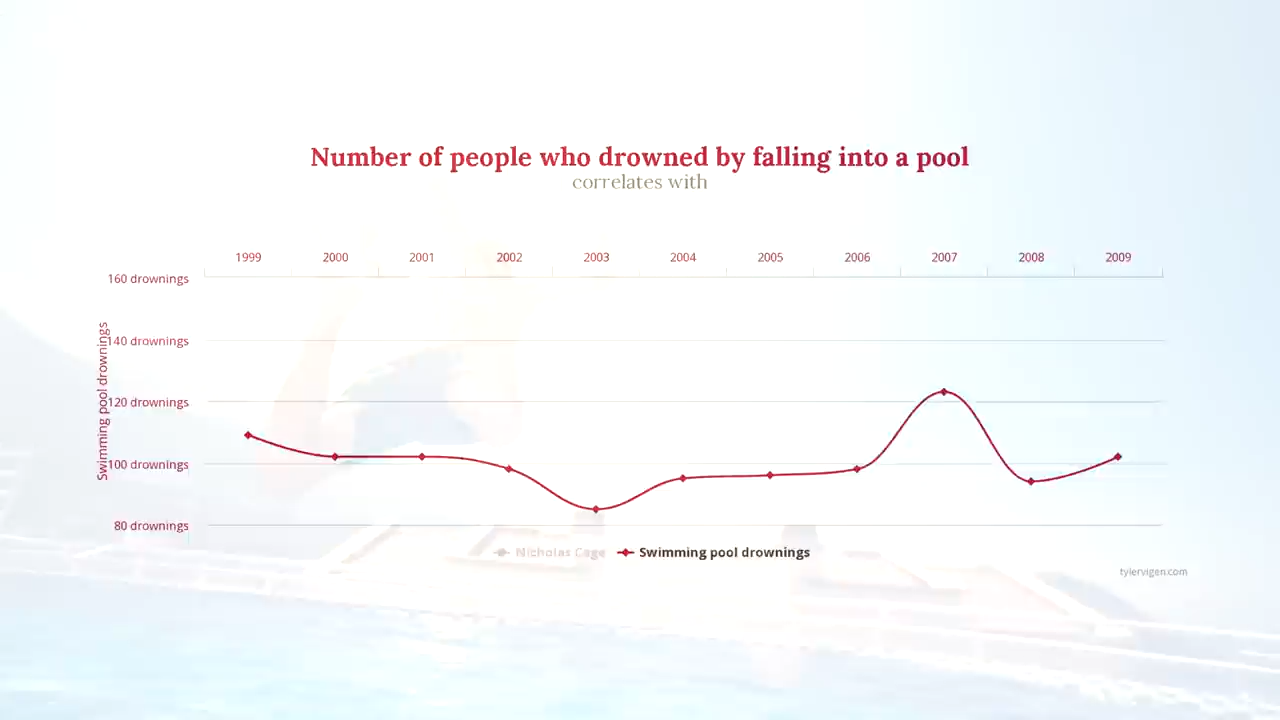 Number of people who drowned by falling into a pool
correlates with
1999 2000 2001 2002 2003 2004 2005 2006 2007 2008 2009
160 drownings
140 drownings
120 drownings
100 drownings
80 drownings
Swimming pool drownings
Nicholas Cage Swimming pool drownings
tylervigen.com